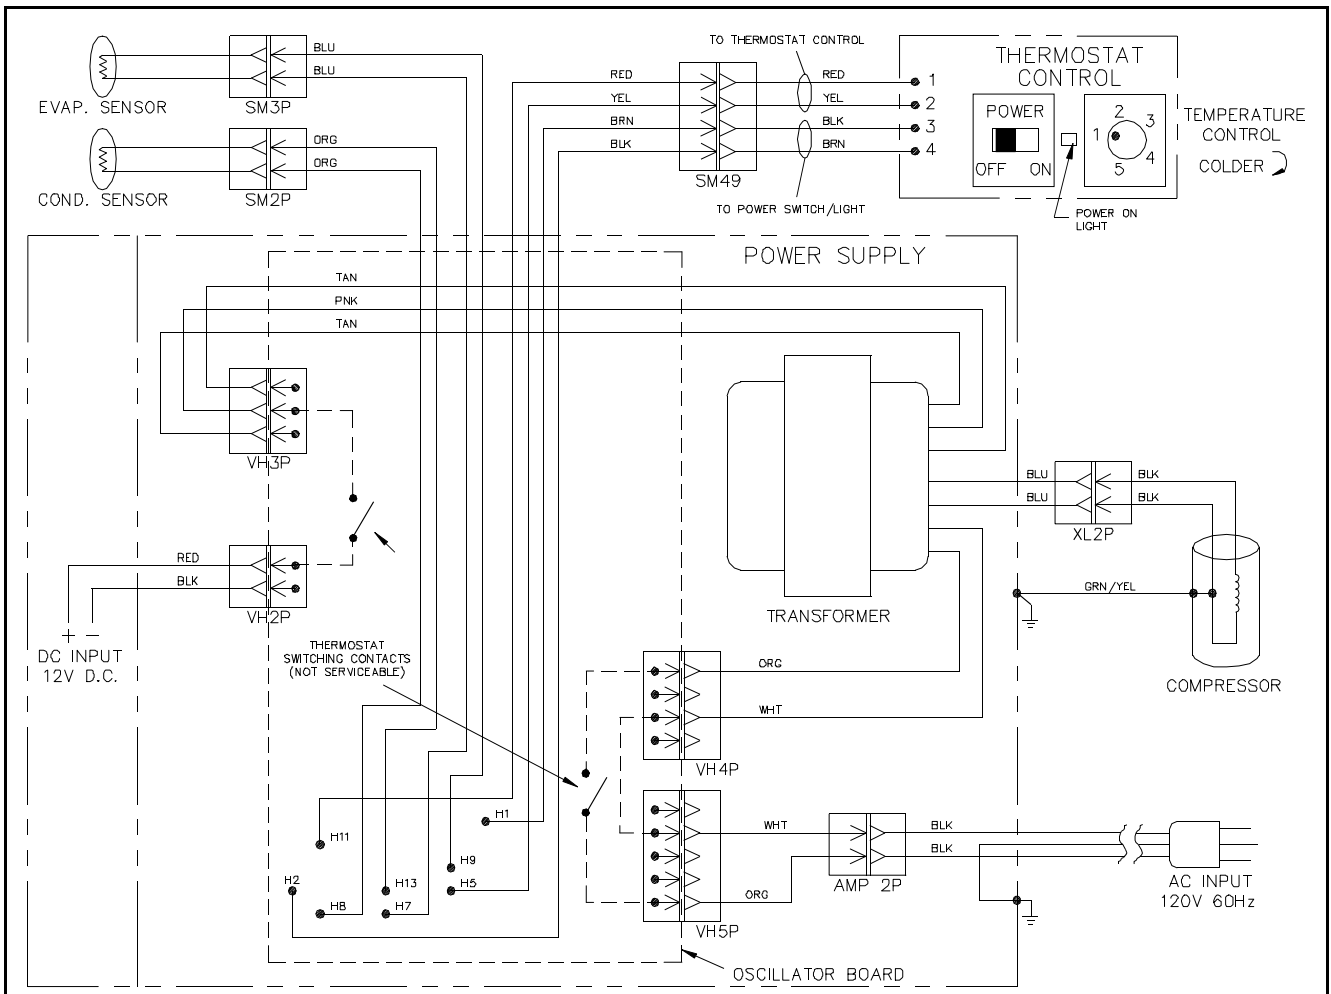 TO THERMOSTAT CONTROL
BLU
BLU
EVAP. SENSOR
SM3P
RED
YEL
BRN
BLK
RED
YEL
BLK
BRN
1
2
3
4
SM49
TO POWER SWITCH/LIGHT
THERMOSTAT
CONTROL
POWER
OFF ON
1
2
3
4
5
TEMPERATURE
CONTROL
COLDER
POWER ON
LIGHT
ORG
ORG
COND. SENSOR
SM2P
POWER SUPPLY
TAN
PNK
TAN
VH3P
RED
BLK
VH2P
DC INPUT
12V D.C.
+ −
TRANSFORMER
BLU
BLU
BLK
BLK
XL2P
GRN/YEL
COMPRESSOR
THERMOSTAT
SWITCHING CONTACTS
(NOT SERVICEABLE)
ORG
WHT
VH4P
H1
H11
H9
H2
H13
H5
H8
H7
WHT
ORG
VH5P
BLK
BLK
AMP 2P
AC INPUT
120V 60Hz
OSCILLATOR BOARD